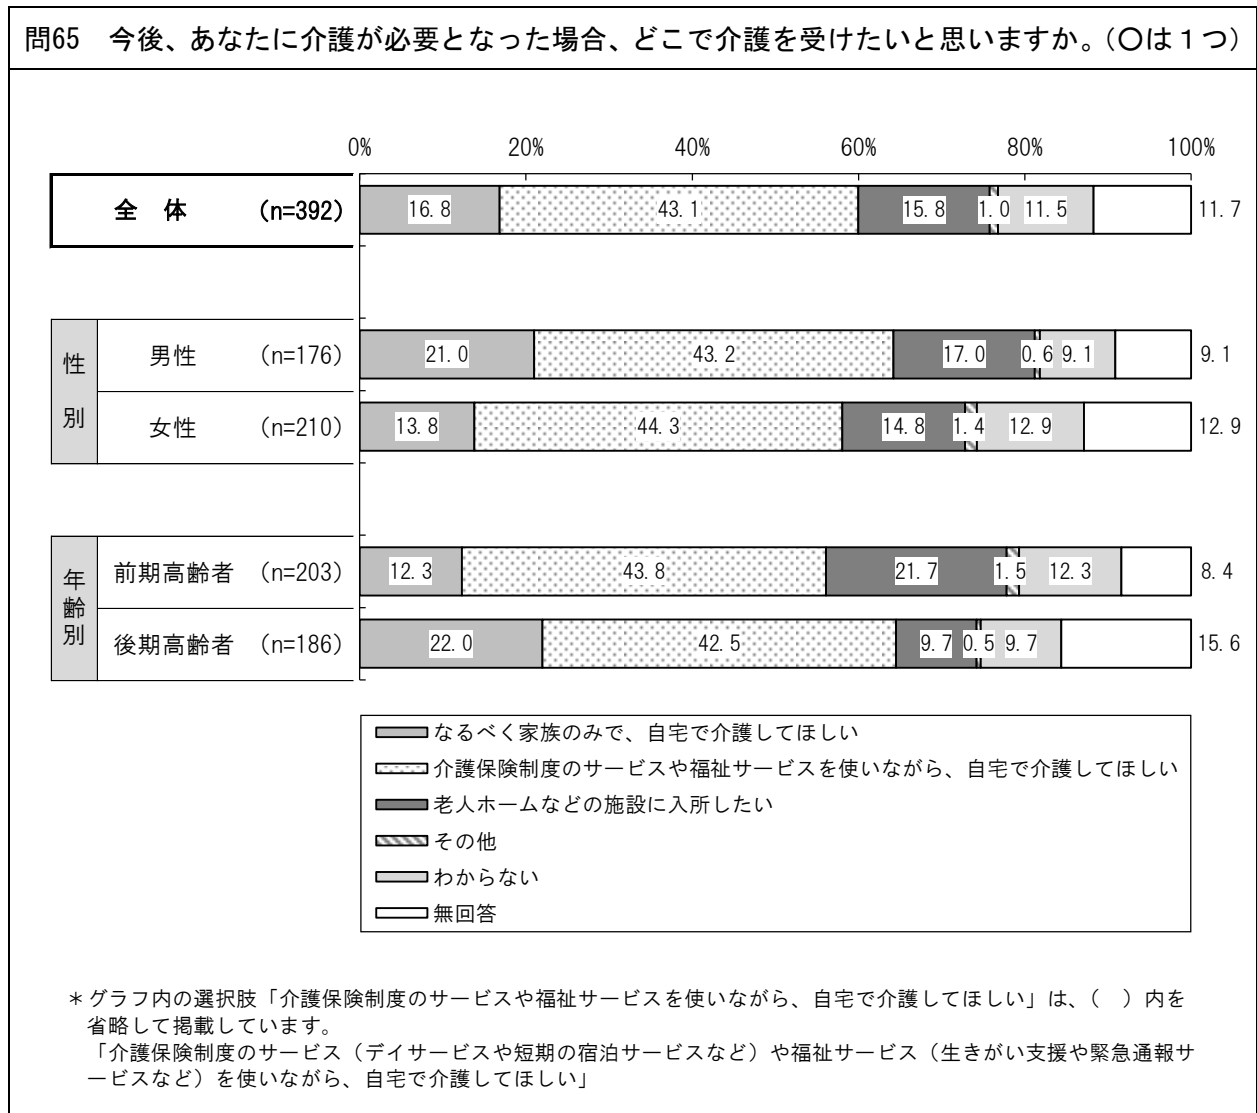 問65　今後、あなたに介護が必要となった場合、どこで介護を受けたいと思いますか。(〇は１つ)
0% 20% 40% 60% 80% 100%
全　体　(n=392) 16.8 43.1 15.8 1.0 11.5 11.7
性別
男性　(n=176) 21.0 43.2 17.0 0.6 9.1 9.1
女性　(n=210) 13.8 44.3 14.8 1.4 12.9 12.9
年齢別
前期高齢者　(n=203) 12.3 43.8 21.7 1.5 12.3 8.4
後期高齢者　(n=186) 22.0 42.5 9.7 0.5 9.7 15.6
なるべく家族のみで、自宅で介護してほしい
介護保険制度のサービスや福祉サービスを使いながら、自宅で介護してほしい
老人ホームなどの施設に入所したい
その他
わからない
無回答
＊グラフ内の選択肢「介護保険制度のサービスや福祉サービスを使いながら、自宅で介護してほしい」は、(　)内を
省略して掲載しています。
「介護保険制度のサービス（デイサービスや短期の宿泊サービスなど）や福祉サービス（生きがい支援や緊急通報サ
ービスなど）を使いながら、自宅で介護してほしい」